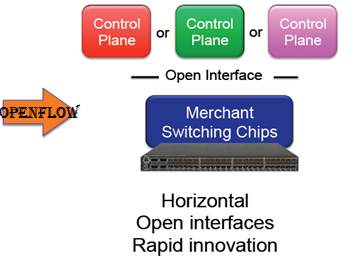 Control Plane or Control Plane or Control Plane
Open Interface
OPENFLOW
Merchant
Switching Chips
Horizontal
Open interfaces
Rapid innovation